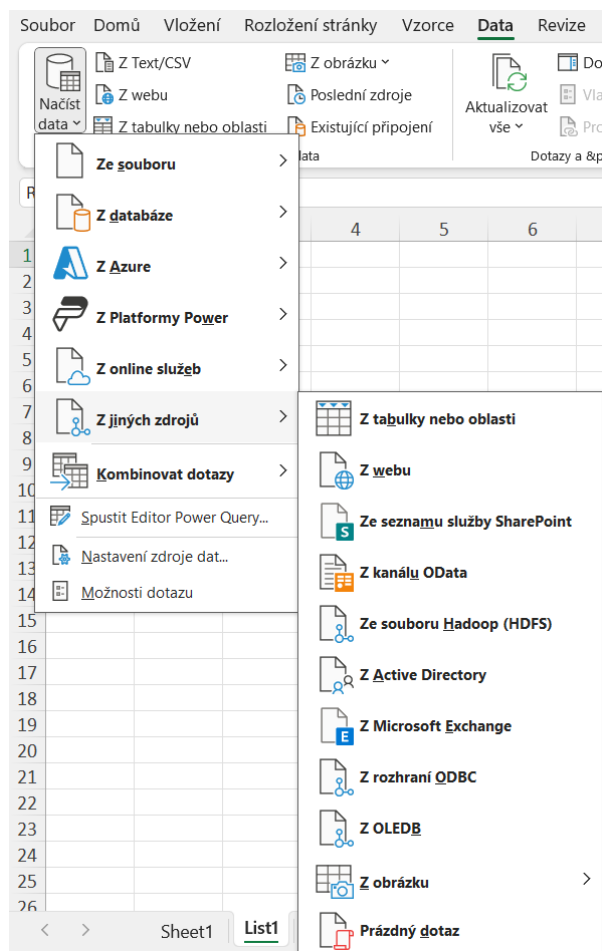 Soubor Domů Vložení Rozložení stránky Vzorce Data Revize
Z Text/CSV Z obrázku
Načíst data Z webu Poslední zdroje Aktualizovat vše
Z tabulky nebo oblasti Existující připojení
Dotazy a &p
Ze souboru
Z databáze
4 5 6
Z Azure
Z Platformy Power
Z online služeb
Z jiných zdrojů
Kombinovat dotazy
Spustit Editor Power Query...
Nastavení zdroje dat...
Možnosti dotazu
Z tabulky nebo oblasti
Z webu
Ze seznamu služby SharePoint
Z kanálu OData
Ze souboru Hadoop (HDFS)
Z Active Directory
Z Microsoft Exchange
Z rozhraní ODBC
Z OLEDB
Z obrázku
Prázdný dotaz
1
2
3
4
5
6
7
8
9
10
11
12
13
14
15
16
17
18
19
20
21
22
23
24
25
26
Sheet1 List1